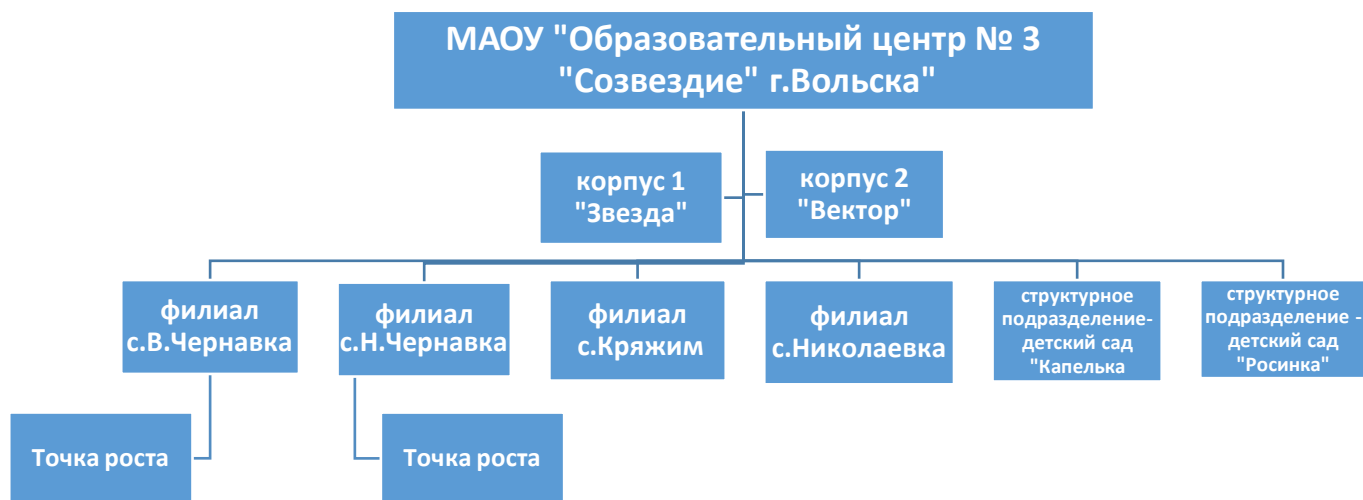 МАОУ "Образовательный центр № 3
"Созвездие" г.Вольска"
корпус 1
"Звезда"
корпус 2
"Вектор"
филиал
с.В.Чернавка
филиал
с.Н.Чернавка
филиал
с.Кряжим
филиал
с.Николаевка
структурное
подразделение-
детский сад
"Капелька
структурное
подразделение -
детский сад
"Росинка"
Точка роста
Точка роста